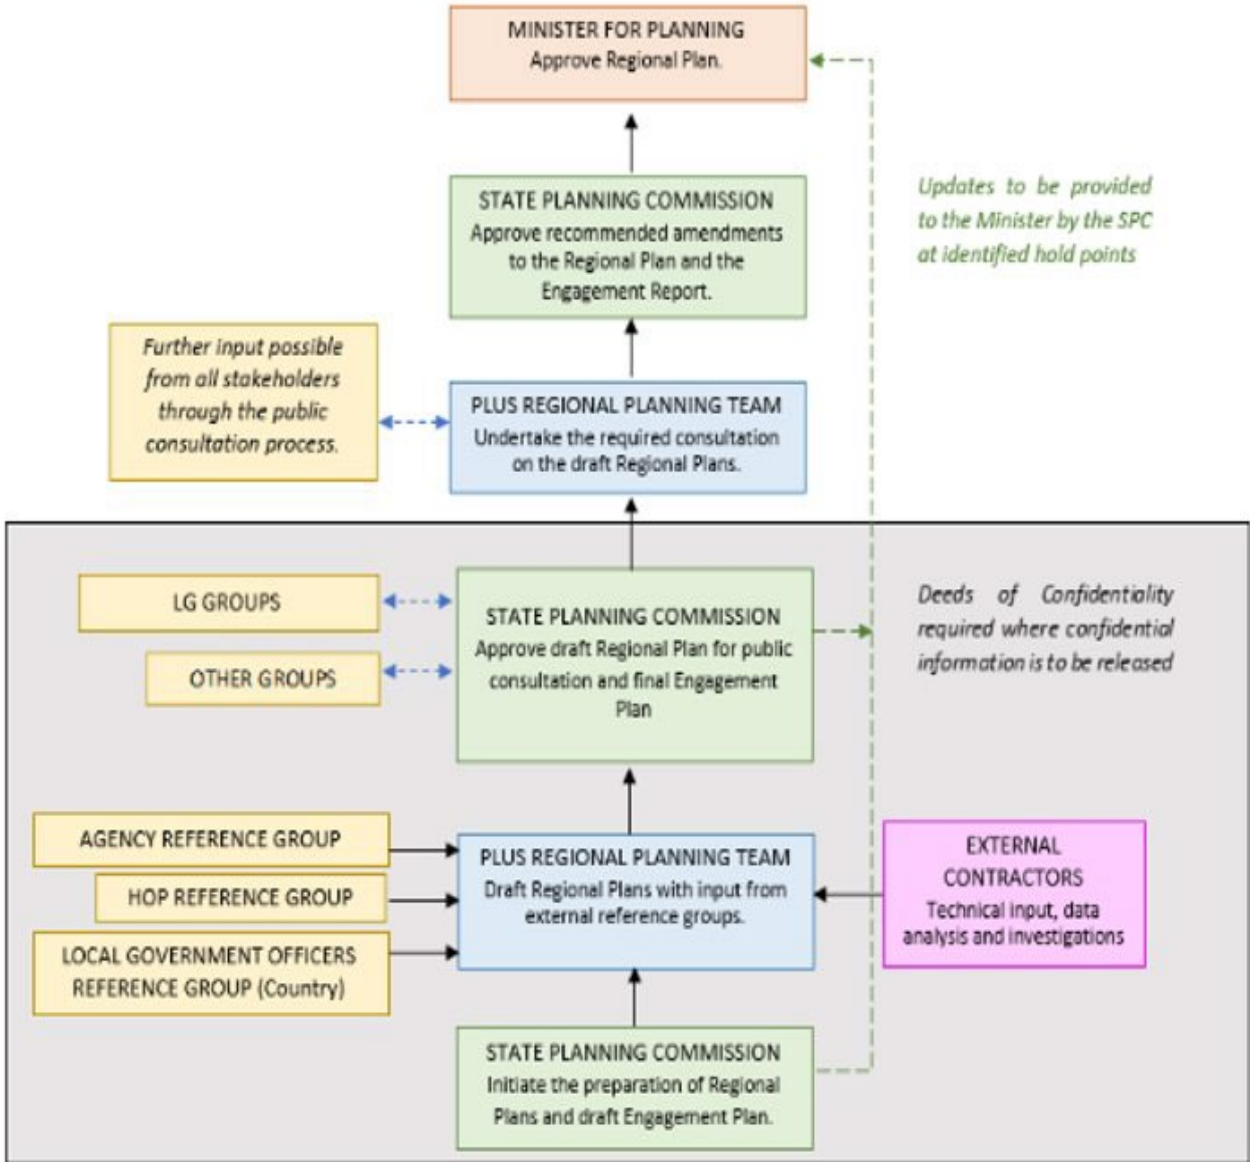 MINISTER FOR PLANNING
Approve Regional Plan.
STATE PLANNING COMMISSION
Approve recommended amendments
to the Regional Plan and the
Engagement Report.
Updates to be provided
to the Minister by the SPC
at identified hold points
Further input possible
from all stakeholders
through the public
consultation process.
PLUS REGIONAL PLANNING TEAM
Undertake the required consultation
on the draft Regional Plans.
LG GROUPS
OTHER GROUPS
STATE PLANNING COMMISSION
Approve draft Regional Plan for public
consultation and final Engagement
Plan
Deeds of Confidentiality
required where confidential
information is to be released
AGENCY REFERENCE GROUP
HOP REFERENCE GROUP
LOCAL GOVERNMENT OFFICERS
REFERENCE GROUP (Country)
PLUS REGIONAL PLANNING TEAM
Draft Regional Plans with input from
external reference groups.
EXTERNAL
CONTRACTORS
Technical input, data
analysis and investigations
STATE PLANNING COMMISSION
Initiate the preparation of Regional
Plans and draft Engagement Plan.